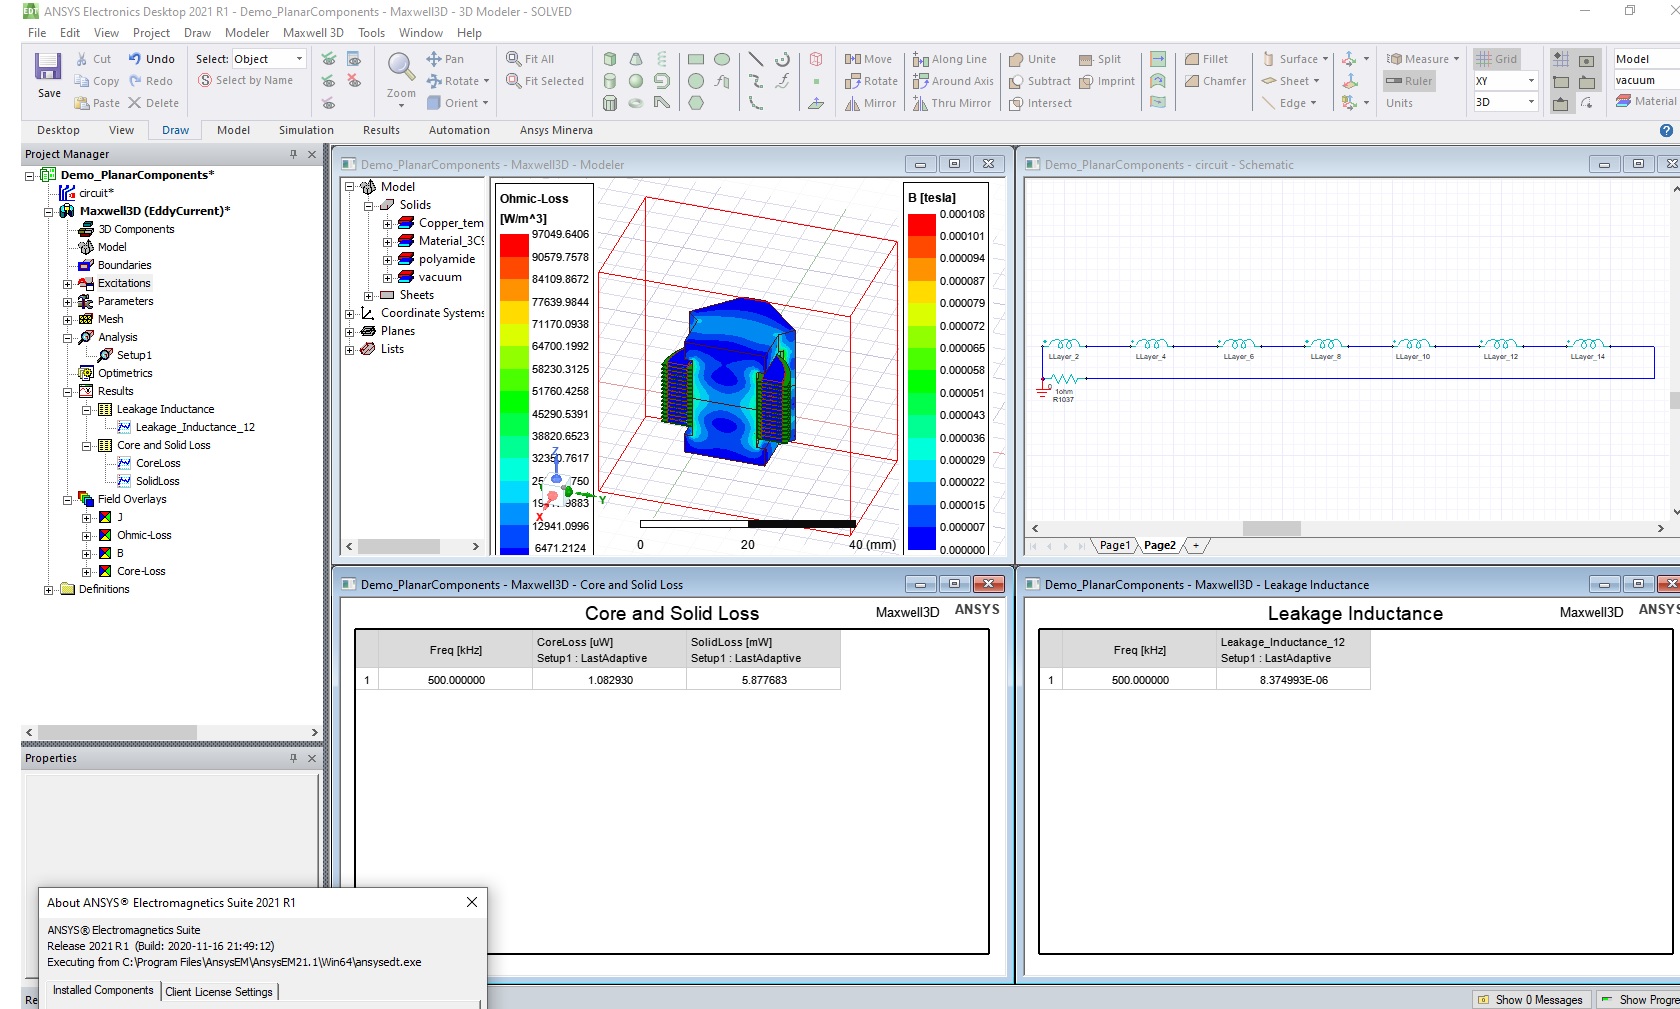 ANSYS Electronics Desktop 2021 R1 - Demo_PlanarComponents - Maxwell3D - 3D Modeler - SOLVED
File Edit View Project Draw Modeler Maxwell 3D Tools Window Help
Save
Cut
Copy
Paste
Undo
Redo
Delete
Select: Object
Select by Name
Zoom
Pan
Rotate
Orient
Fit All
Fit Selected
Move
Rotate
Mirror
Along Line
Around Axis
Thru Mirror
Unite
Subtract
Intersect
Split
Imprint
Fillet
Chamfer
Surface
Sheet
Edge
Measure
Ruler
Units
Grid
XY
3D
Model
vacuum
Material
Desktop View Draw Model Simulation Results Automation Ansys Minerva
Project Manager
Demo_PlanarComponents*
circuit*
Maxwell3D (EddyCurrent)*
3D Components
Model
Boundaries
Excitations
Parameters
Mesh
Analysis
Setup1
Optimetrics
Results
Leakage Inductance
Leakage_Inductance_12
Core and Solid Loss
CoreLoss
SolidLoss
Field Overlays
J
Ohmic-Loss
B
Core-Loss
Definitions
Properties
Demo_PlanarComponents - Maxwell3D - Modeler
Model
Solids
Copper_tem
Material_3C9
polyamide
vacuum
Sheets
Coordinate Systems
Planes
Lists
Ohmic-Loss
[W/m^3]
97049.6406
90579.7578
84109.8672
77639.9844
71170.0938
64700.1992
58230.3125
51760.4258
45290.5391
38820.6523
12941.0996
6471.2124
Z
Y
X
0 20 40 (mm)
B [tesla]
0.000108
0.000101
0.000094
0.000087
0.000079
0.000072
0.000065
0.000058
0.000051
0.000043
0.000036
0.000029
0.000022
0.000015
0.000007
0.000000
Demo_PlanarComponents - circuit - Schematic
LLayer_2 LLayer_4 LLayer_6 LLayer_8 LLayer_10 LLayer_12 LLayer_14
0
1ohm
R1037
Page1 Page2 +
Demo_PlanarComponents - Maxwell3D - Core and Solid Loss
Core and Solid Loss
Maxwell3D ANSYS
Freq [kHz]
CoreLoss [uW]
Setup1 : LastAdaptive
SolidLoss [mW]
Setup1 : LastAdaptive
1 500.000000 1.082930 5.877683
Demo_PlanarComponents - Maxwell3D - Leakage Inductance
Leakage Inductance
Maxwell3D ANSYS
Freq [kHz]
Leakage_Inductance_12
Setup1 : LastAdaptive
1 500.000000 8.374993E-06
About ANSYS® Electromagnetics Suite 2021 R1
ANSYS® Electromagnetics Suite
Release 2021 R1 (Build: 2020-11-16 21:49:12)
Executing from C:\Program Files\AnsysEM\AnsysEM21.1\Win64\ansysedt.exe
Installed Components Client License Settings
Re
Show 0 Messages Show Progre